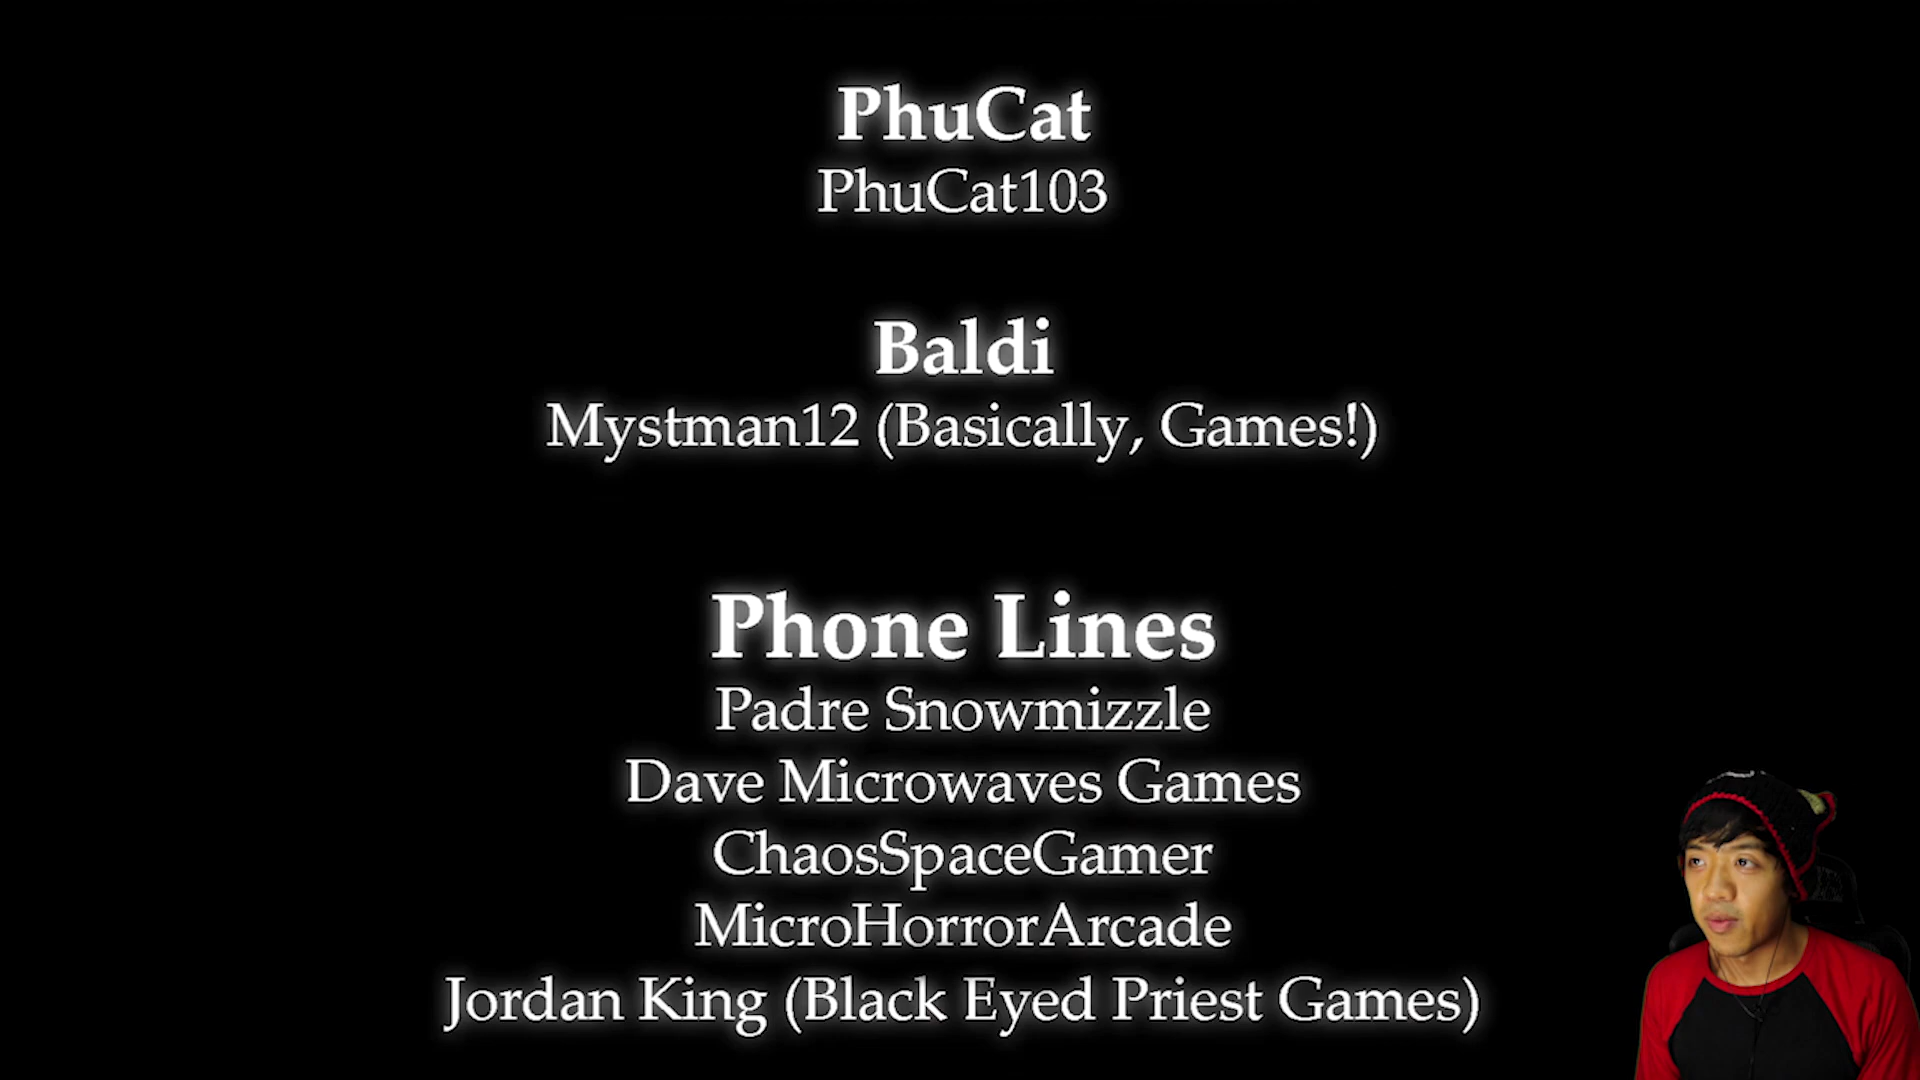 PhuCat
PhuCat103
Baldi
Mystman12 (Basically, Games!)
Phone Lines
Padre Snowmizzle
Dave Microwaves Games
ChaosSpaceGamer
MicroHorrorArcade
Jordan King (Black Eyed Priest Games)